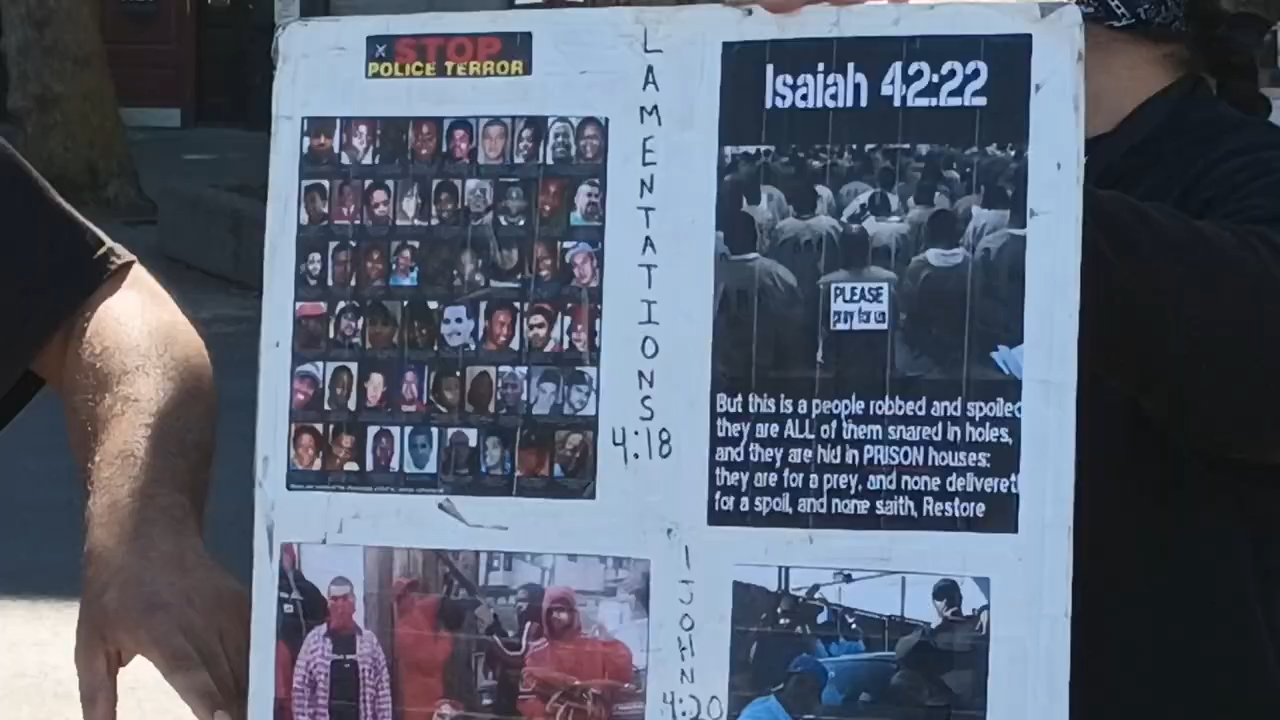 STOP
POLICE TERROR
LAMENTATIONS
4:18
Isaiah 42:22
PLEASE
pray for us
But this is a people robbed and spoiled
they are ALL of them snared in holes,
and they are hid in PRISON houses:
they are for a prey, and none deliveret
for a spoil, and none saith, Restore
I JOHN
4:20